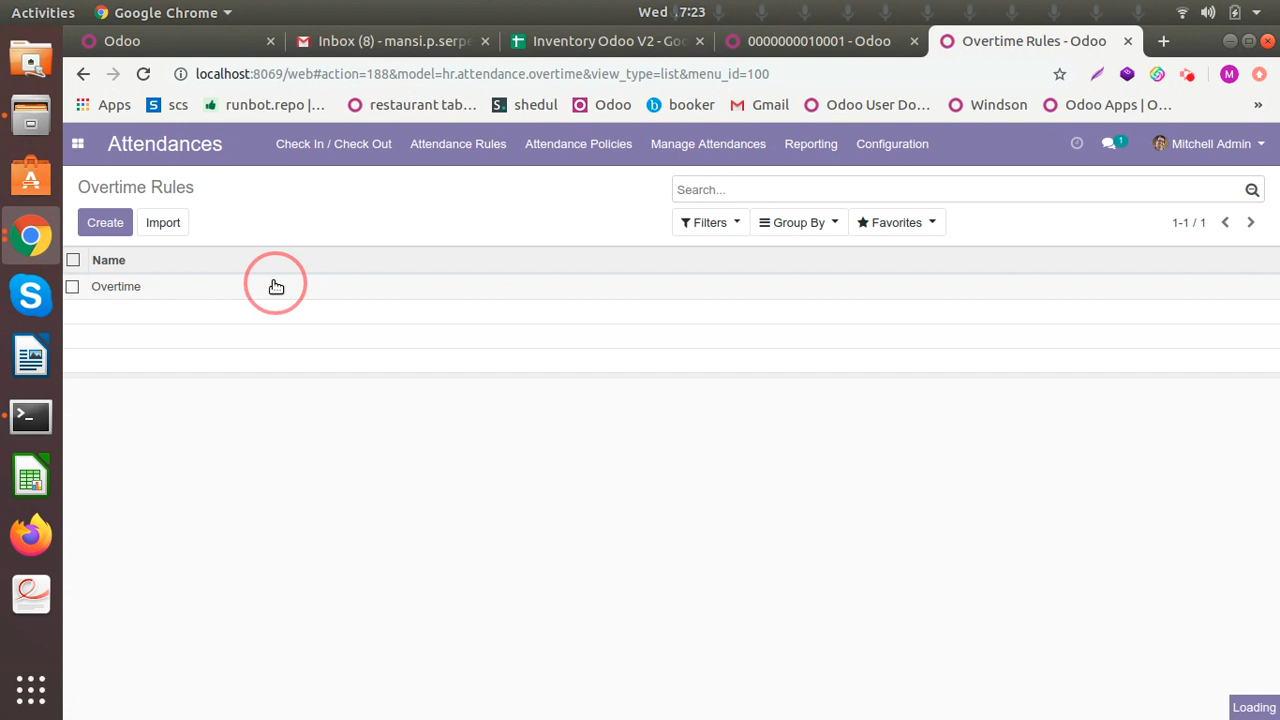 Activities Google Chrome Wed 17:23
Odoo Inbox (8) - mansi.p.serpe Inventory Odoo V2 - Goo 0000000010001 - Odoo Overtime Rules - Odoo
localhost:8069/web#action=188&model=hr.attendance.overtime&view_type=list&menu_id=100 M
Apps S scs runbot.repo |... restaurant tab... S. shedul Odoo b booker Gmail Odoo User Do... Windson Odoo Apps | O... »
Attendances Check In / Check Out Attendance Rules Attendance Policies Manage Attendances Reporting Configuration 1 Mitchell Admin
Overtime Rules Search...
Create Import Filters Group By Favorites 1-1 / 1
Name
Overtime
Loading